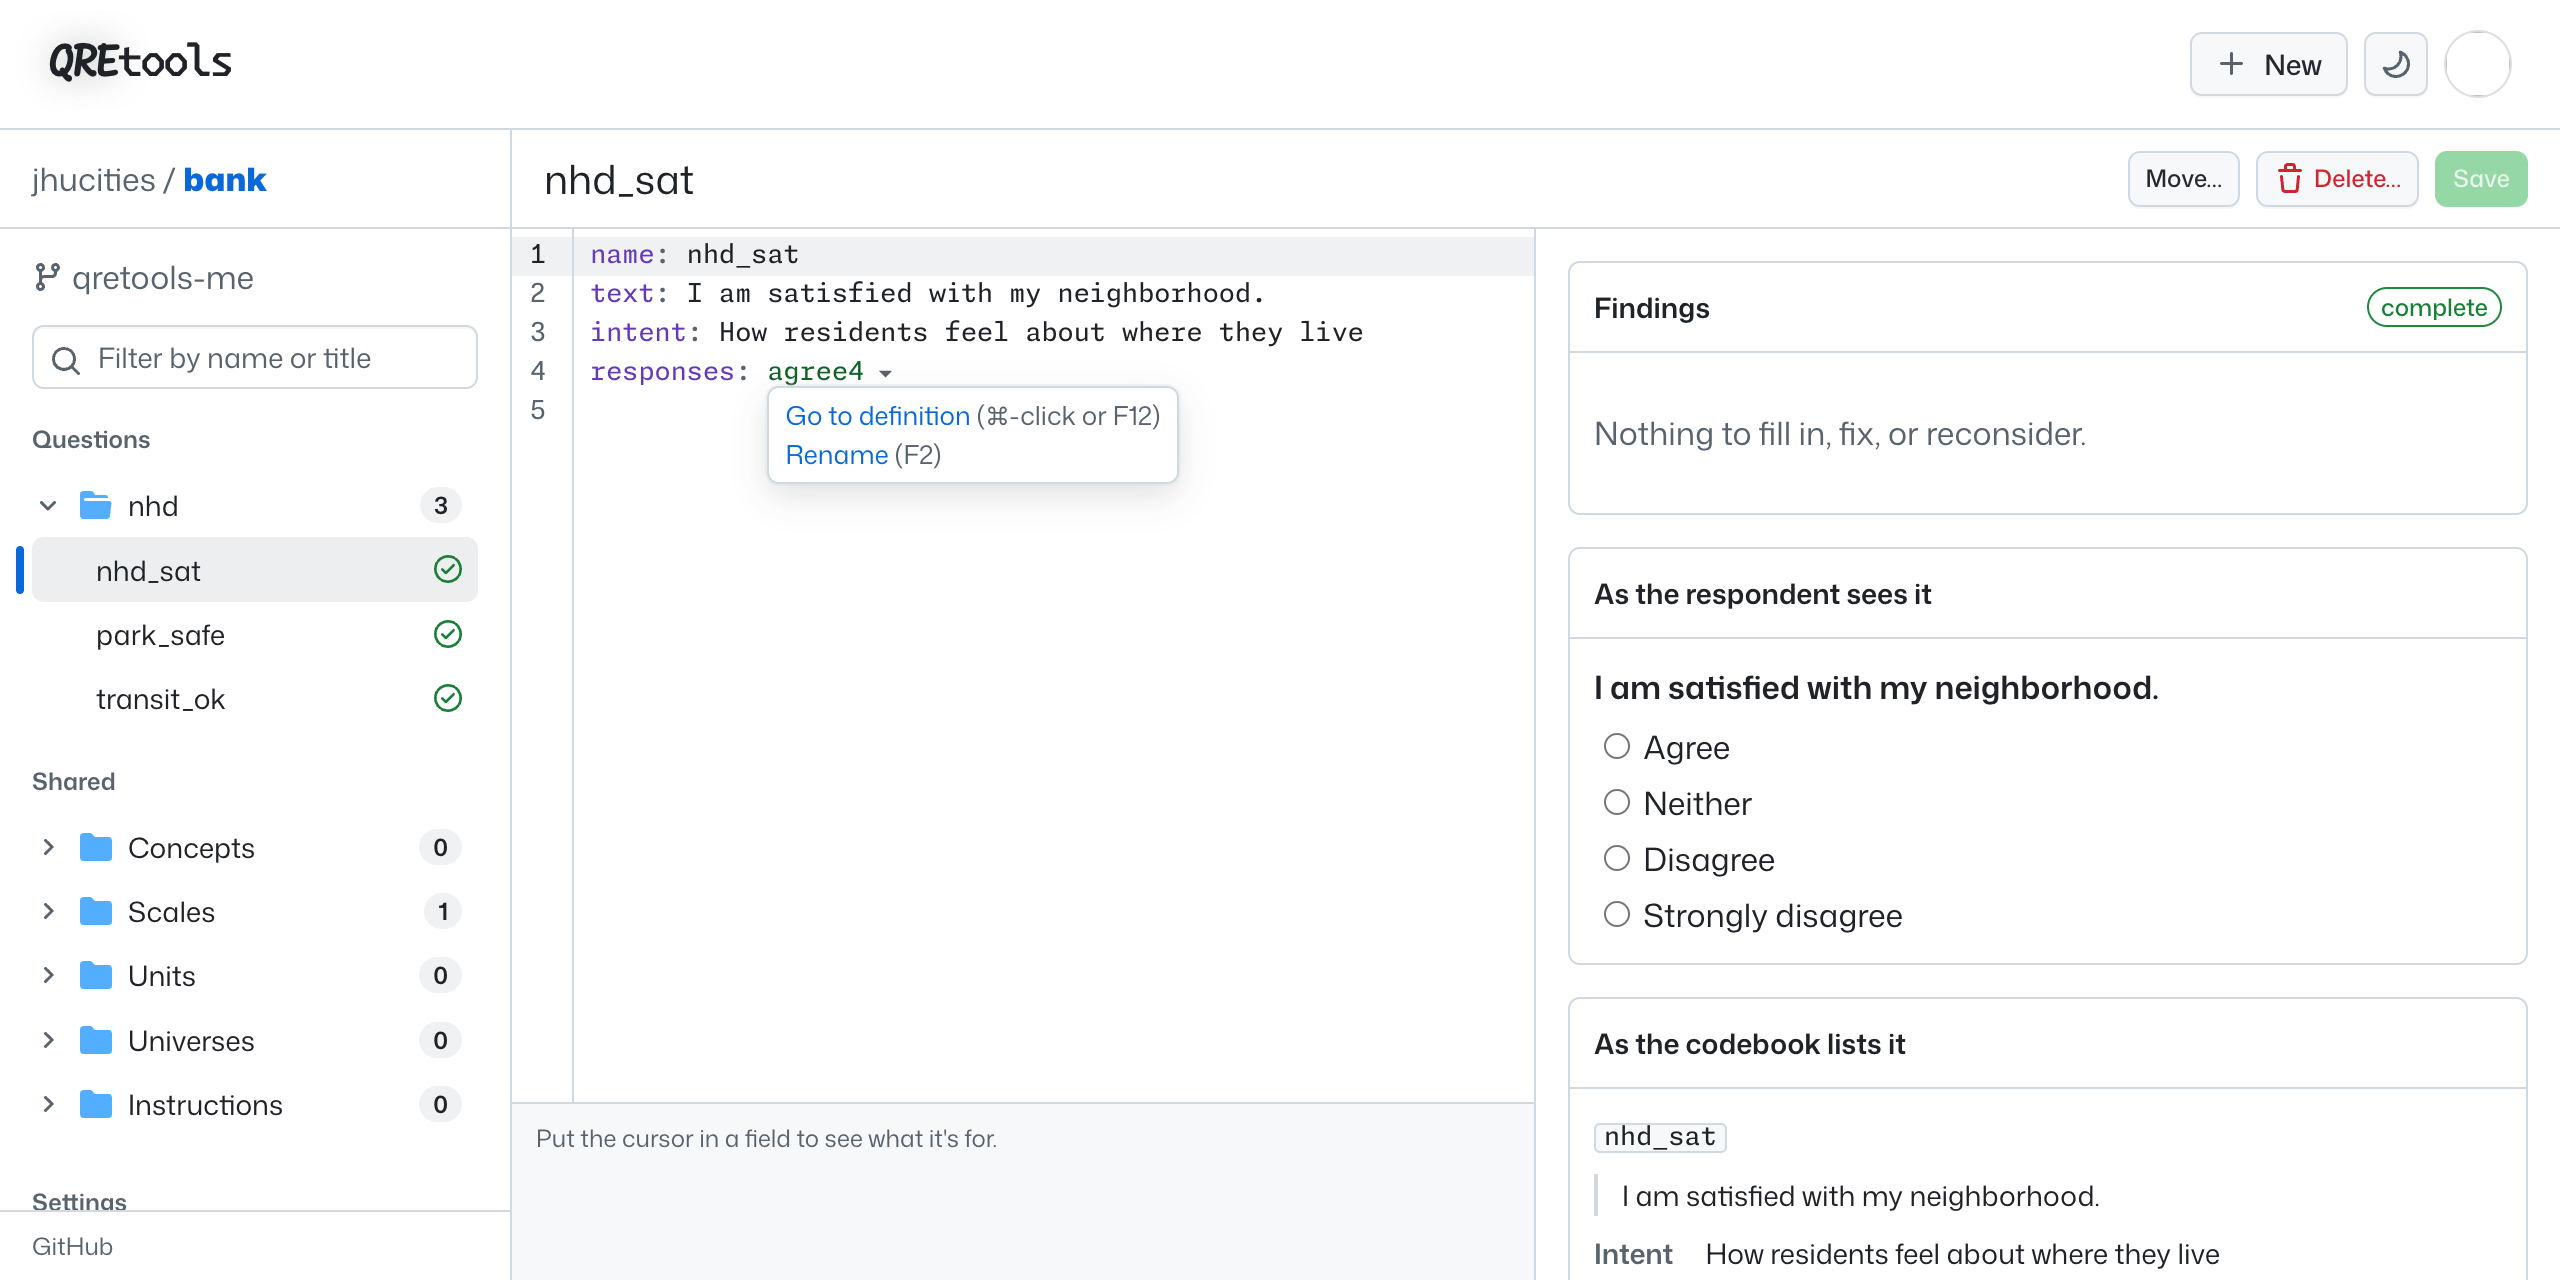 QREtools
New
jhucities / bank
nhd_sat
Move...
Delete...
Save
qretools-me
Filter by name or title
Questions
nhd 3
nhd_sat
park_safe
transit_ok
Shared
Concepts 0
Scales 1
Units 0
Universes 0
Instructions 0
Settings
GitHub
1 name: nhd_sat
2 text: I am satisfied with my neighborhood.
3 intent: How residents feel about where they live
4 responses: agree4
5
Go to definition (⌘-click or F12)
Rename (F2)
Put the cursor in a field to see what it's for.
Findings complete
Nothing to fill in, fix, or reconsider.
As the respondent sees it
I am satisfied with my neighborhood.
Agree
Neither
Disagree
Strongly disagree
As the codebook lists it
nhd_sat
I am satisfied with my neighborhood.
Intent How residents feel about where they live